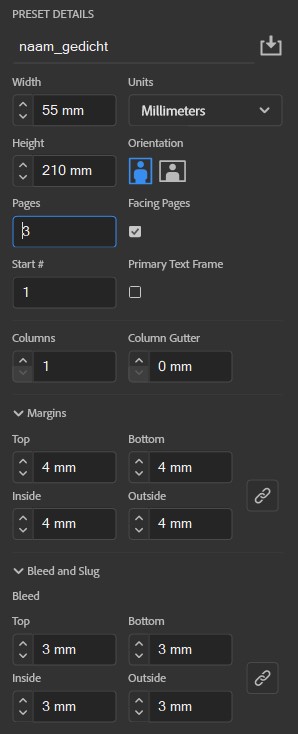 PRESET DETAILS
naam_gedicht
Width Units
55 mm Millimeters
Height Orientation
210 mm
Pages Facing Pages
3
Start # Primary Text Frame
1
Columns Column Gutter
1 0 mm
Margins
Top Bottom
4 mm 4 mm
Inside Outside
4 mm 4 mm
Bleed and Slug
Bleed
Top Bottom
3 mm 3 mm
Inside Outside
3 mm 3 mm